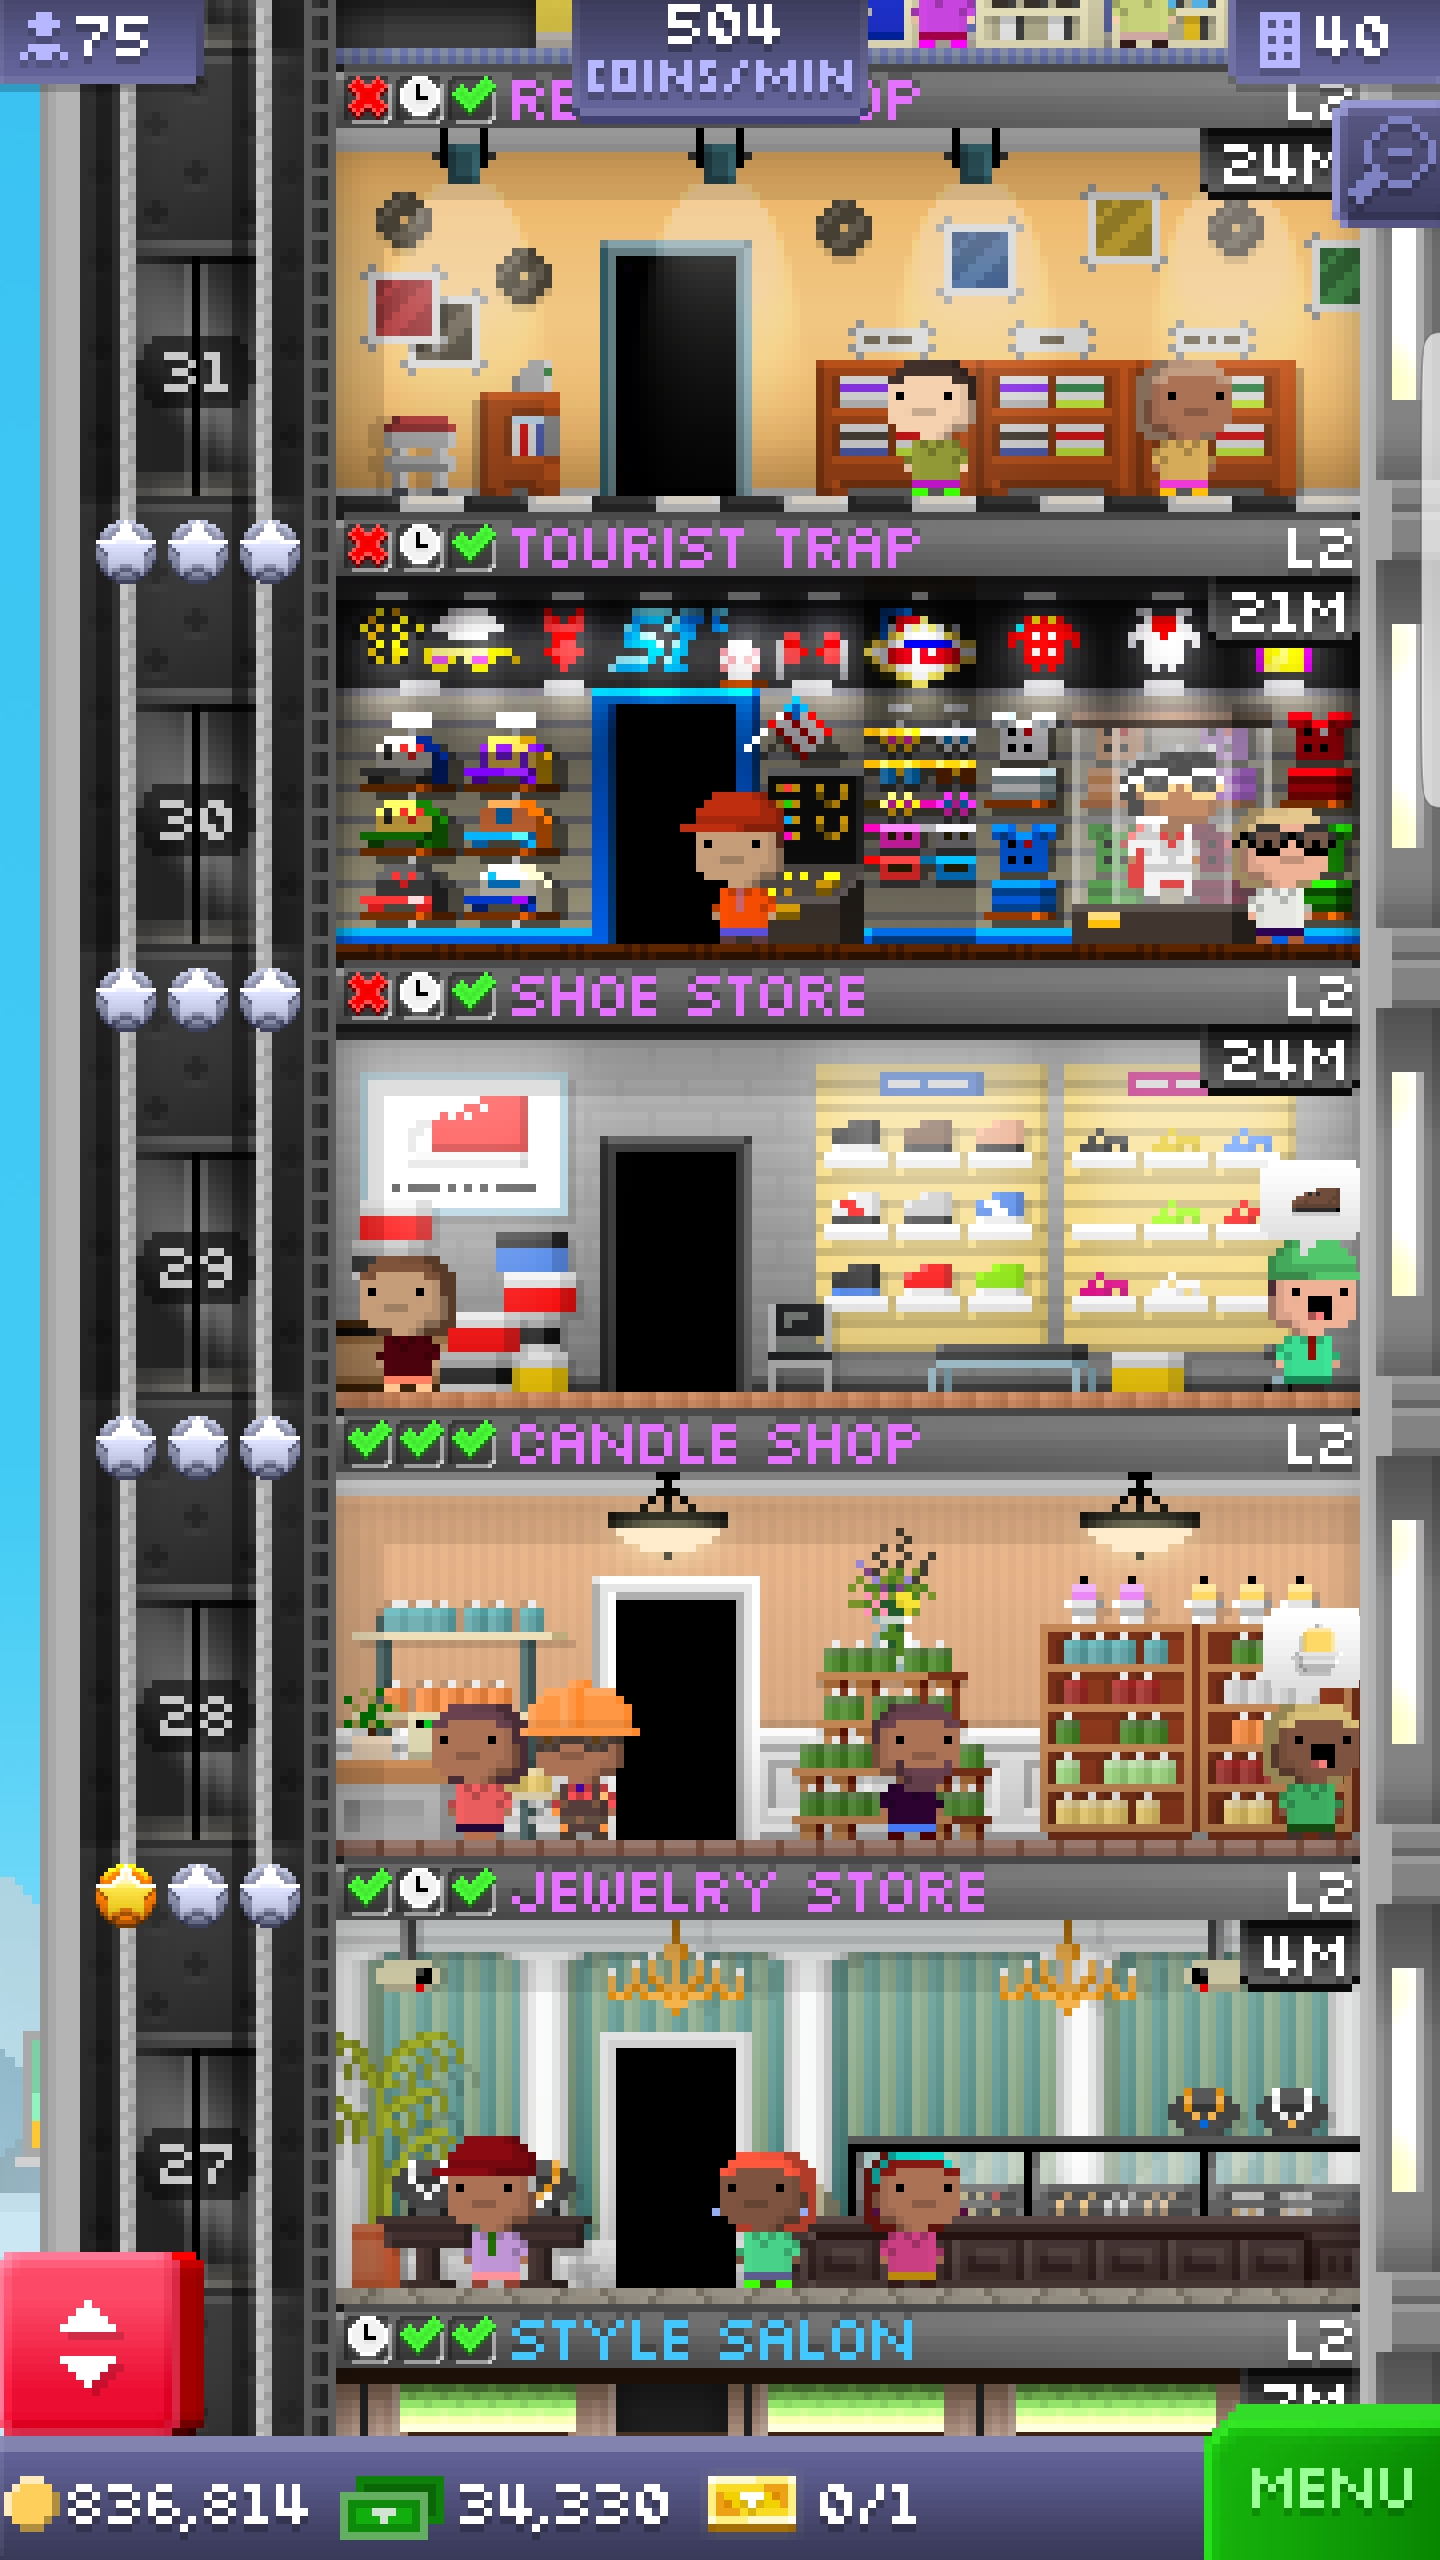 75
504
COINS/MIN
40
RE OP L2
24M
31
TOURIST TRAP L2
21M
30
SHOE STORE L2
24M
29
CANDLE SHOP L2
28
JEWELRY STORE L2
4M
27
STYLE SALON L2
836,814 34,330 0/1
MENU